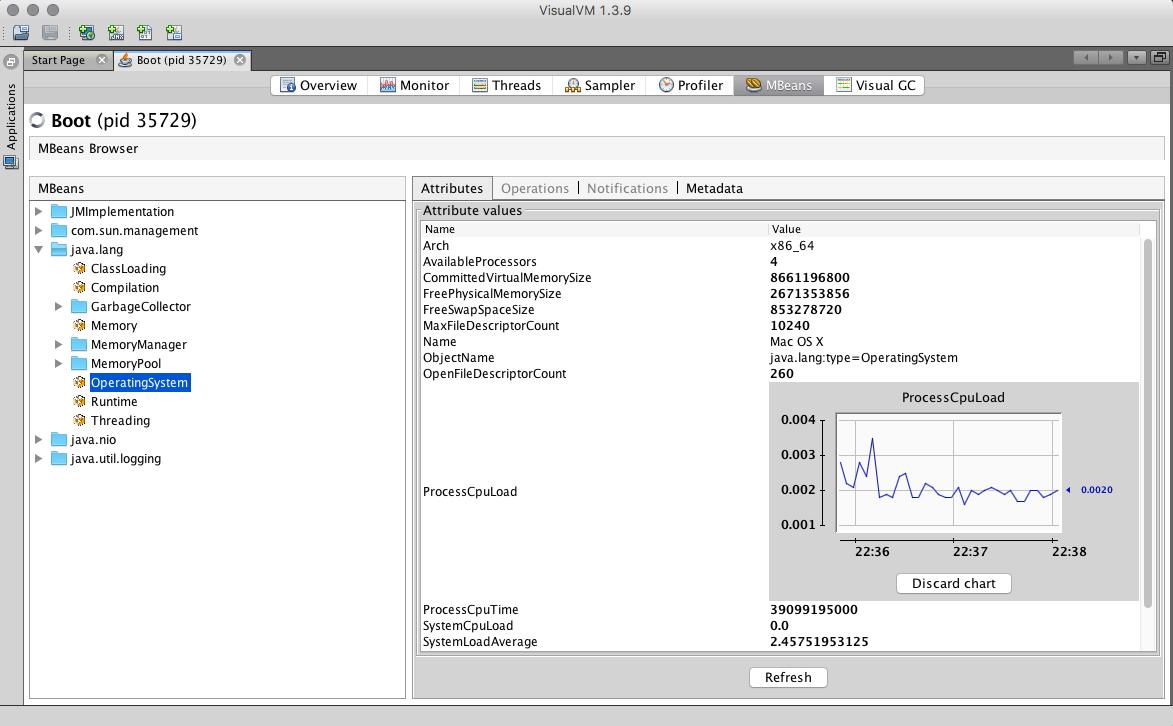 VisualVM 1.3.9
Start Page
Boot (pid 35729)
Applications
Overview
Monitor
Threads
Sampler
Profiler
MBeans
Visual GC
Boot (pid 35729)
MBeans Browser
MBeans
JMImplementation
com.sun.management
java.lang
ClassLoading
Compilation
GarbageCollector
Memory
MemoryManager
MemoryPool
OperatingSystem
Runtime
Threading
java.nio
java.util.logging
Attributes
Operations
Notifications
Metadata
Attribute values
Name Value
Arch x86_64
AvailableProcessors 4
CommittedVirtualMemorySize 8661196800
FreePhysicalMemorySize 2671353856
FreeSwapSpaceSize 853278720
MaxFileDescriptorCount 10240
Name Mac OS X
ObjectName java.lang:type=OperatingSystem
OpenFileDescriptorCount 260
ProcessCpuLoad
ProcessCpuLoad
0.004
0.003
0.002
0.001
0.0020
22:36 22:37 22:38
Discard chart
ProcessCpuTime 39099195000
SystemCpuLoad 0.0
SystemLoadAverage 2.45751953125
Refresh